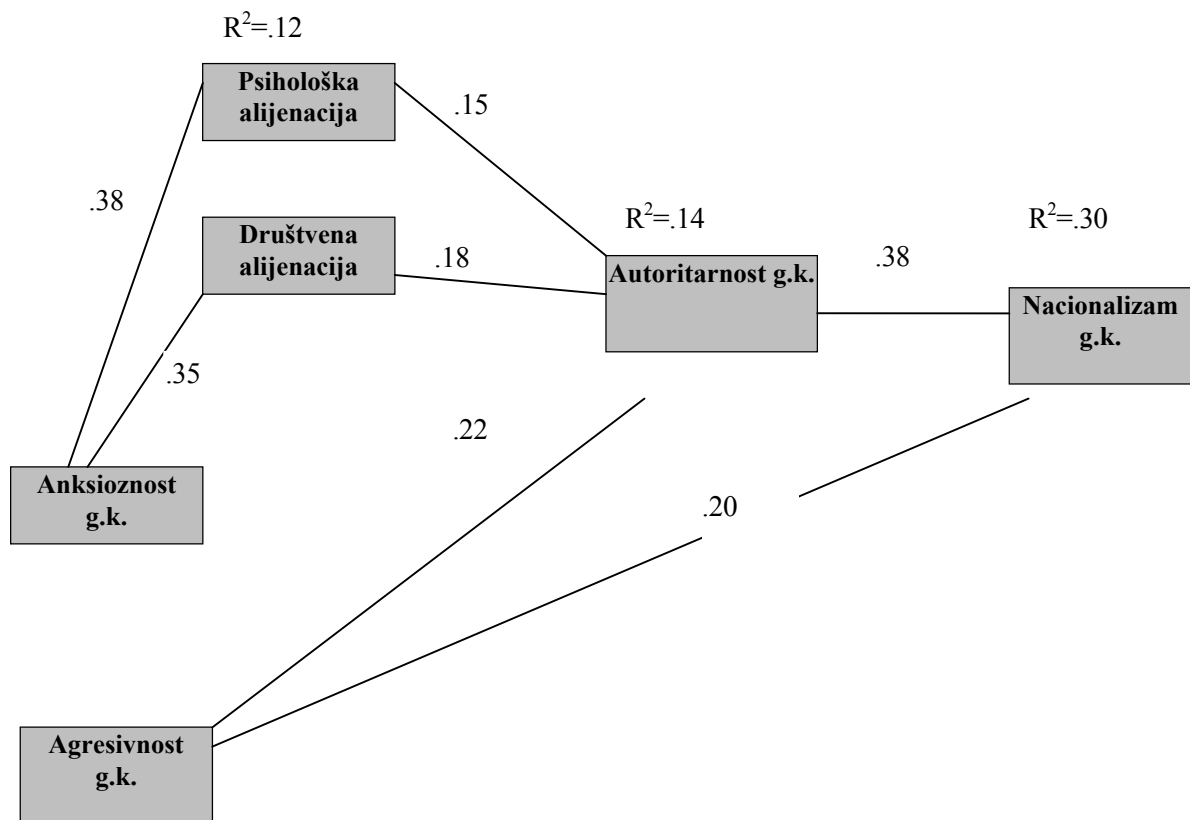 R²=.12
Psihološka
alijenacija
.15
.38
Društvena
alijenacija
.18
R²=.14
R²=.30
.38
Autoritarnost g.k.
Nacionalizam
g.k.
.35
.22
Anksioznost
g.k.
.20
Agresivnost
g.k.